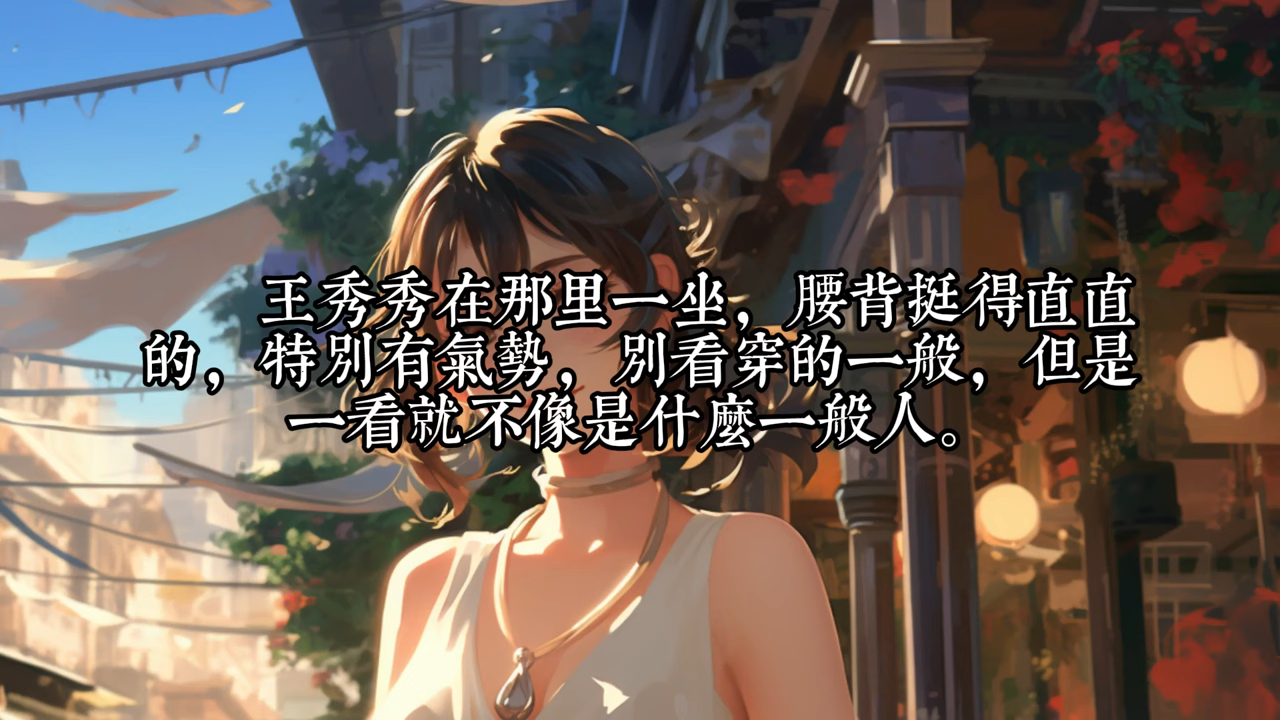 王秀秀在那里一坐，腰背挺得直直
的，特別有氣勢，別看穿的一般，但是
一看就不像是什麼一般人。